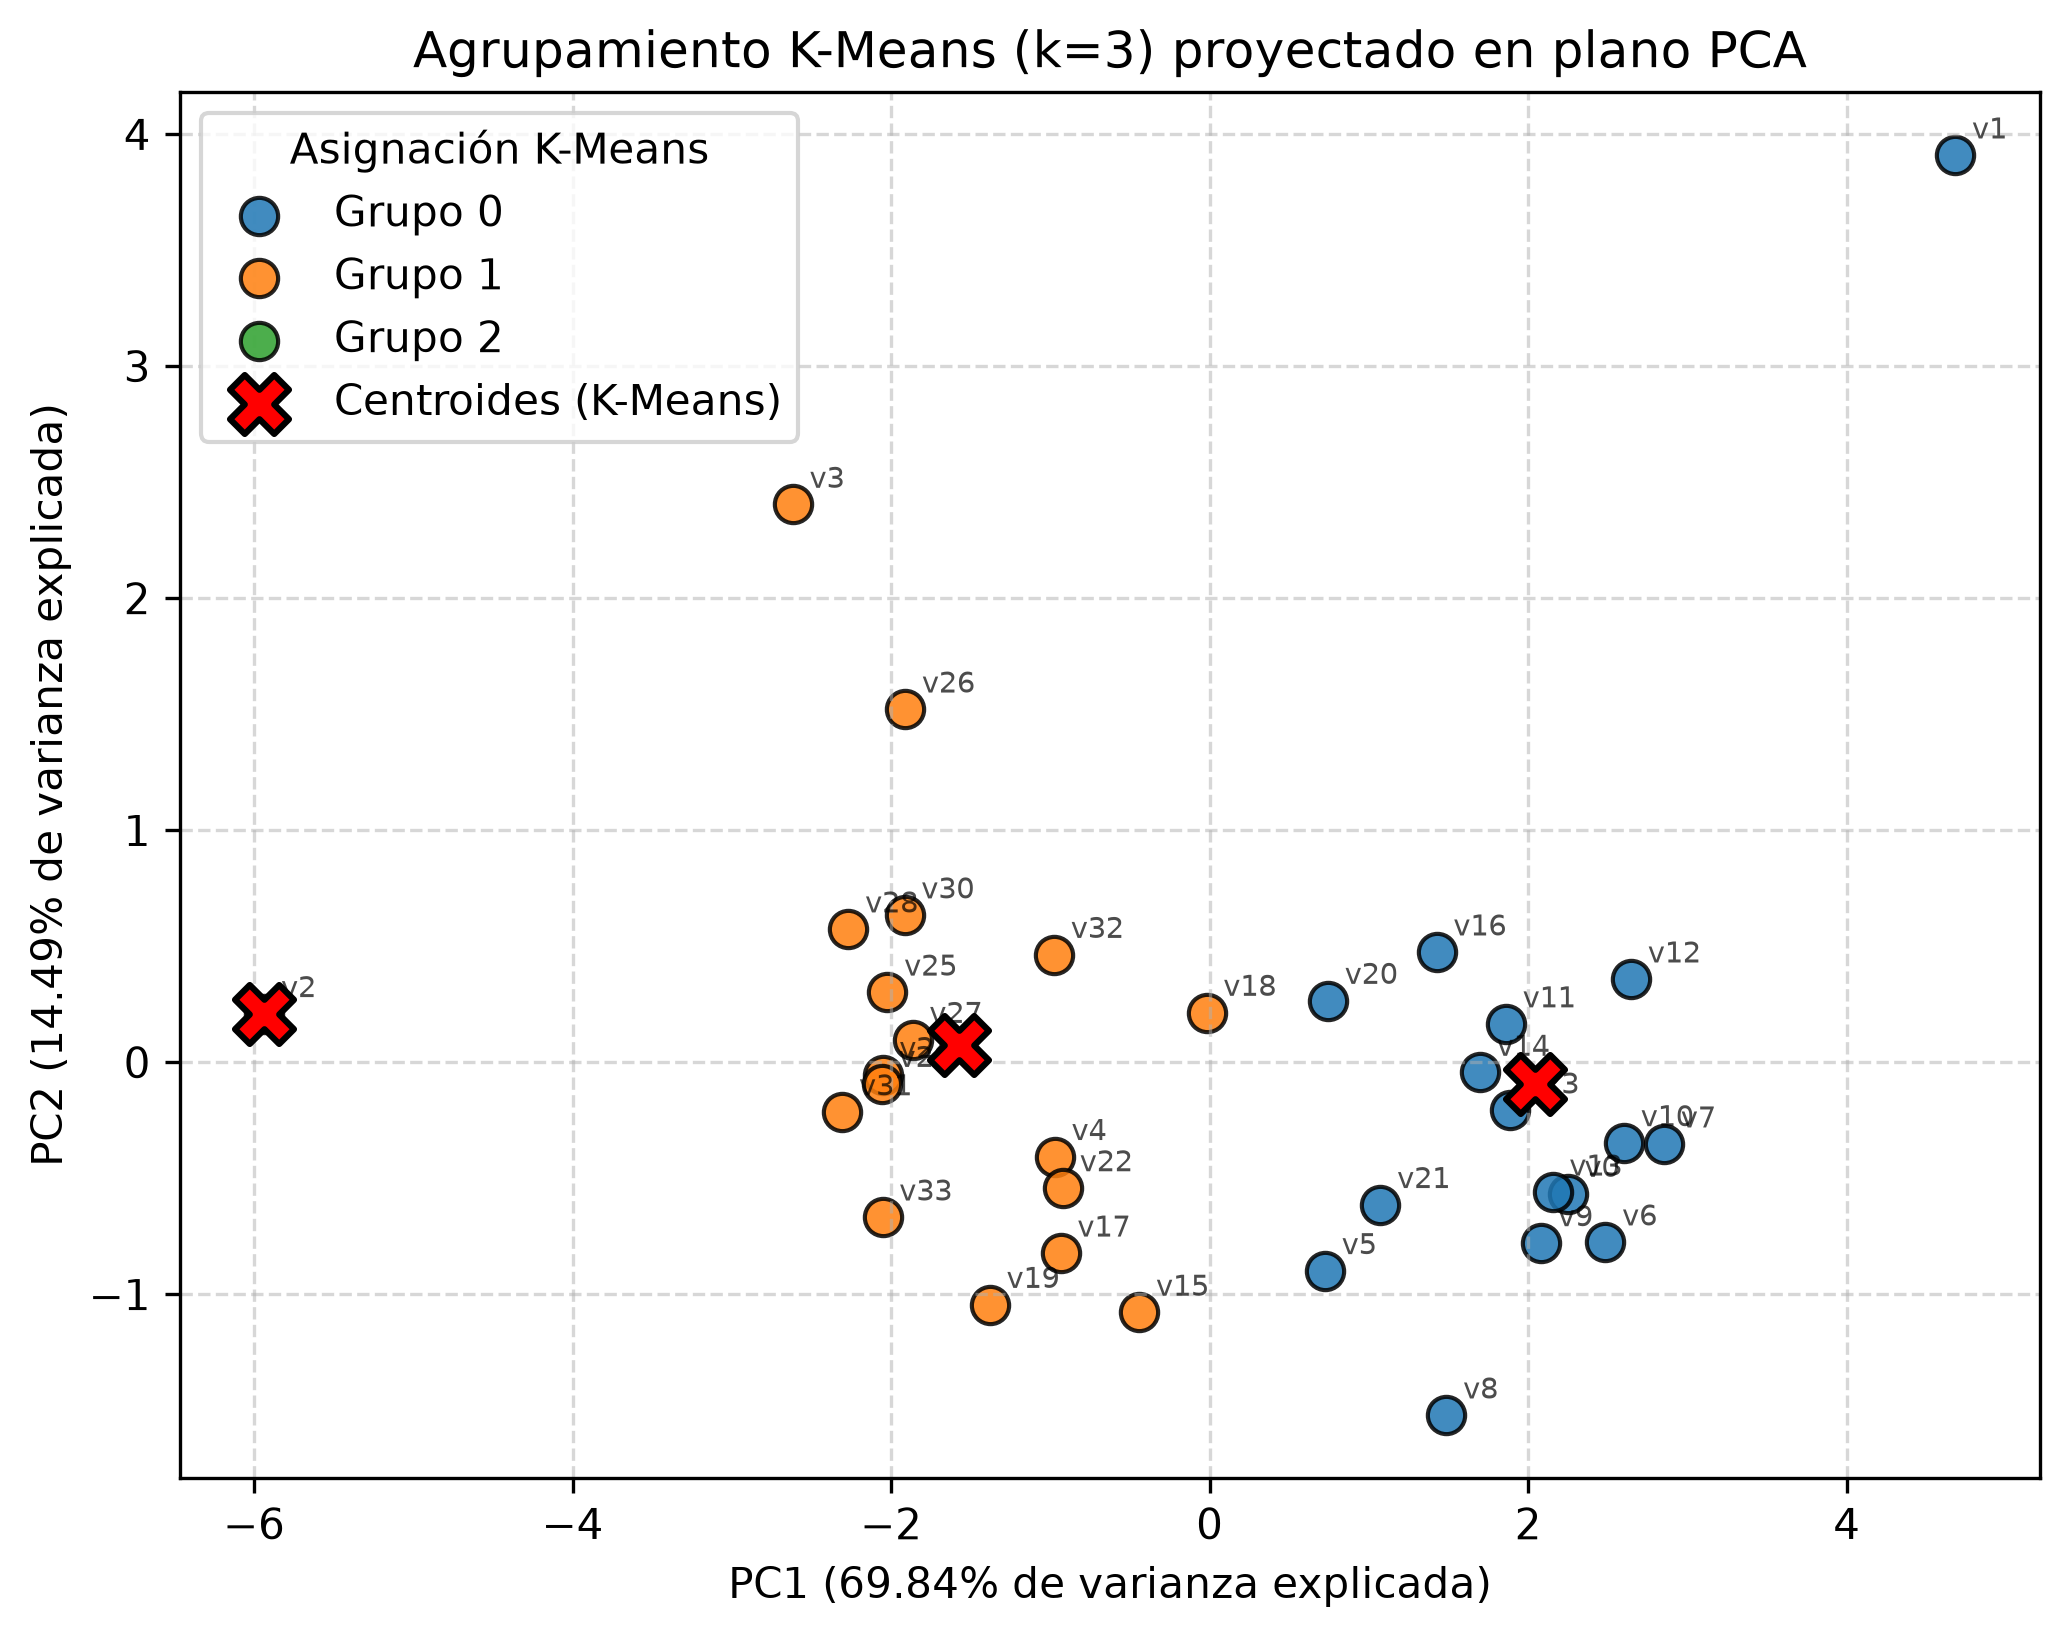 Agrupamiento K-Means (k=3) proyectado en plano PCA
Asignación K-Means
Grupo 0
Grupo 1
Grupo 2
Centroides (K-Means)
PC2 (14.49% de varianza explicada)
4
3
2
1
0
−1
v1
v3
v26
v28
v30
v32
v25
v27
v18
v20
v16
v12
v11
v14
v2
v31
v4
v22
v33
v17
v19
v15
v10
v7
v13
v21
v9
v6
v5
v8
−6
−4
−2
0
2
4
PC1 (69.84% de varianza explicada)